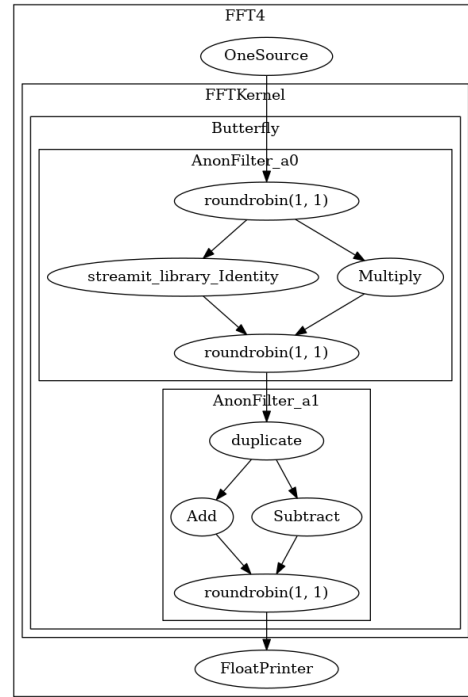 FFT4
OneSource
FFTKernel
Butterfly
AnonFilter_a0
roundrobin(1, 1)
streamit_library_Identity Multiply
roundrobin(1, 1)
AnonFilter_a1
duplicate
Add Subtract
roundrobin(1, 1)
FloatPrinter